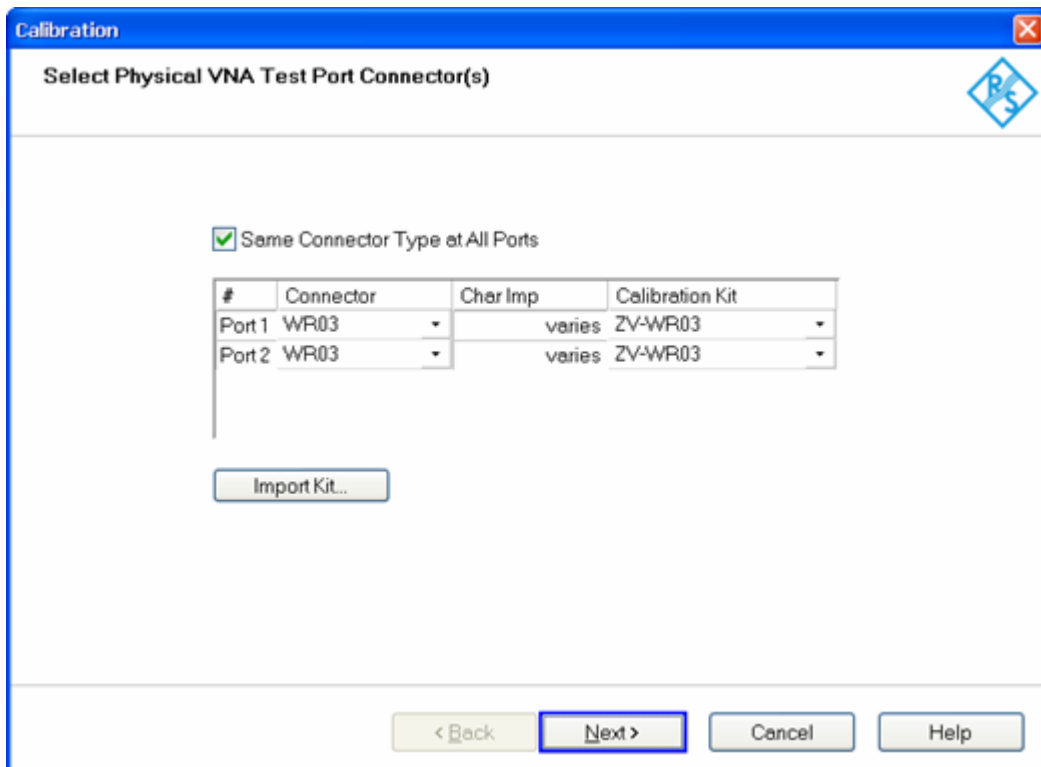 Calibration
Select Physical VNA Test Port Connector(s)
R S
Same Connector Type at All Ports
# Connector Char Imp Calibration Kit
Port 1 WR03 varies ZV-WR03
Port 2 WR03 varies ZV-WR03
Import Kit...
< Back Next > Cancel Help